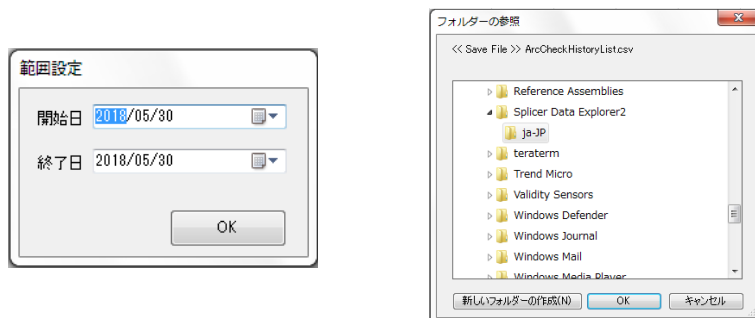 範囲設定
開始日 2018/05/30
終了日 2018/05/30
OK
フォルダーの参照
<< Save File >> ArcCheckHistoryList.csv
Reference Assemblies
Splicer Data Explorer2
ja-JP
teraterm
Trend Micro
Validity Sensors
Windows Defender
Windows Journal
Windows Mail
Windows Media Player
新しいフォルダーの作成(N) OK キャンセル